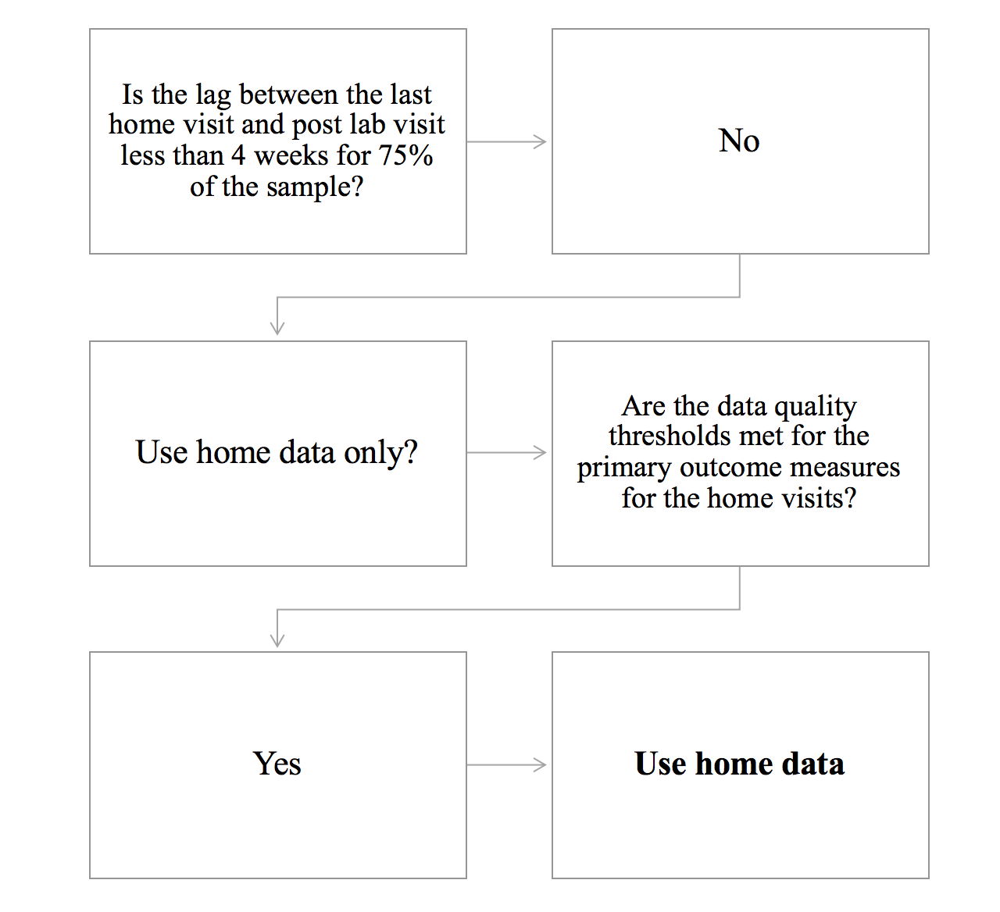 Is the lag between the last
home visit and post lab visit
less than 4 weeks for 75%
of the sample?
No
Use home data only?
Are the data quality
thresholds met for the
primary outcome measures
for the home visits?
Yes
Use home data